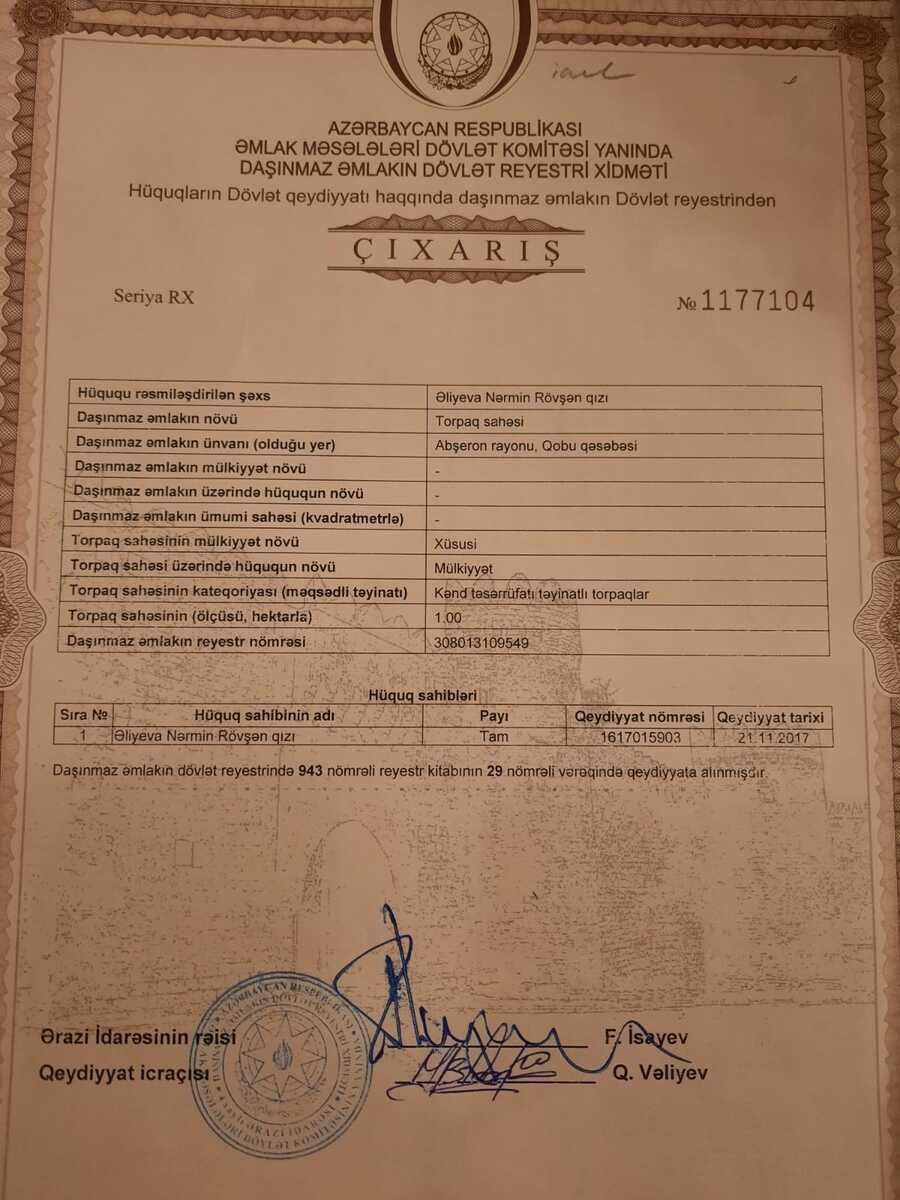 AZƏRBAYCAN RESPUBLİKASI
ƏMLAK MƏSƏLƏLƏRİ DÖVLƏT KOMİTƏSİ YANINDA
DAŞINMAZ ƏMLAKIN DÖVLƏT REYESTRİ XİDMƏTİ
Hüquqların Dövlət qeydiyyatı haqqında daşınmaz əmlakın Dövlət reyestrindən
ÇIXARIŞ
Seriya RX
№ 1177104
Hüququ rəsmiləşdirilən şəxs Əliyeva Nərmin Rövşən qızı
Daşınmaz əmlakın növü Torpaq sahəsi
Daşınmaz əmlakın ünvanı (olduğu yer) Abşeron rayonu, Qobu qəsəbəsi
Daşınmaz əmlakın mülkiyyət növü -
Daşınmaz əmlakın üzərində hüququn növü -
Daşınmaz əmlakın ümumi sahəsi (kvadratmetrlə) -
Torpaq sahəsinin mülkiyyət növü Xüsusi
Torpaq sahəsi üzərində hüququn növü Mülkiyyət
Torpaq sahəsinin kateqoriyası (məqsədli təyinatı) Kənd təsərrüfatı təyinatlı torpaqlar
Torpaq sahəsinin (ölçüsü, hektarla) 1.00
Daşınmaz əmlakın reyestr nömrəsi 308013109549
Hüquq sahibləri
Sıra № Hüquq sahibinin adı Payı Qeydiyyat nömrəsi Qeydiyyat tarixi
1 Əliyeva Nərmin Rövşən qızı Tam 1617015903 21.11.2017
Daşınmaz əmlakın dövlət reyestrində 943 nömrəli reyestr kitabının 29 nömrəli vərəqində qeydiyyata alınmışdır.
Ərazi İdarəsinin rəisi F. İsayev
Qeydiyyat icraçısı Q. Vəliyev